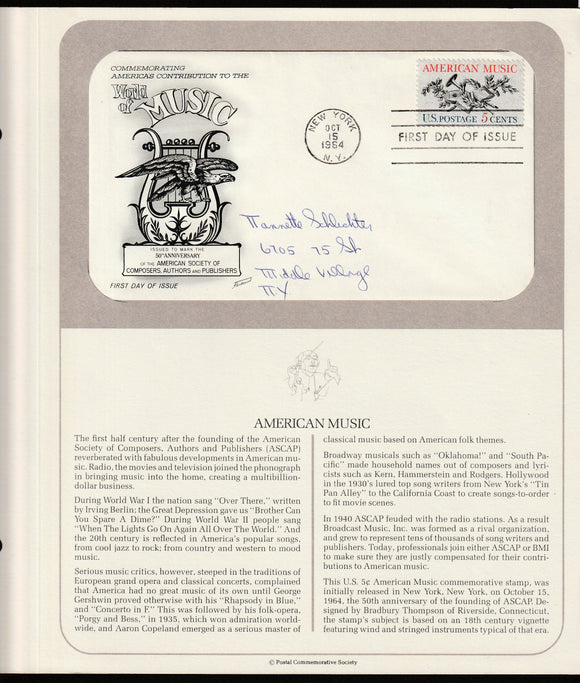 COMMEMORATING
AMERICAS CONTRIBUTION TO THE
World
of MUSIC
ISSUED TO MARK THE
50TH ANNIVERSARY
OF THE AMERICAN SOCIETY OF
COMPOSERS, AUTHORS AND PUBLISHERS
FIRST DAY OF ISSUE
NEW YORK
OCT
15
1964
N.Y.
AMERICAN MUSIC
U.S. POSTAGE 5 CENTS
FIRST DAY OF ISSUE
Nannette Schlechter
6705 75 St
Middle Village
NY
AMERICAN MUSIC
The first half century after the founding of the American
Society of Composers, Authors and Publishers (ASCAP)
reverberated with fabulous developments in American mu-
sic. Radio, the movies and television joined the phonograph
in bringing music into the home, creating a multibillion-
dollar business.
During World War I the nation sang "Over There," written
by Irving Berlin; the Great Depression gave us "Brother Can
You Spare A Dime?" During World War II people sang
"When The Lights Go On Again All Over The World." And
the 20th century is reflected in America's popular songs,
from cool jazz to rock; from country and western to mood
music.
Serious music critics, however, steeped in the traditions of
European grand opera and classical concerts, complained
that America had no great music of its own until George
Gershwin proved otherwise with his "Rhapsody in Blue,"
and "Concerto in F." This was followed by his folk-opera,
"Porgy and Bess," in 1935, which won admiration world-
wide, and Aaron Copeland emerged as a serious master of
classical music based on American folk themes.
Broadway musicals such as "Oklahoma!" and "South Pa-
cific" made household names out of composers and lyri-
cists such as Kern, Hammerstein and Rodgers. Hollywood
in the 1930's lured top song writers from New York's "Tin
Pan Alley" to the California Coast to create songs-to-order
to fit movie scenes.
In 1940 ASCAP feuded with the radio stations. As a result
Broadcast Music, Inc. was formed as a rival organization,
and grew to represent tens of thousands of song writers and
publishers. Today, professionals join either ASCAP or BMI
to make sure they are justly compensated for their contri-
butions to American music.
This U.S. 5¢ American Music commemorative stamp, was
initially released in New York, New York, on October 15,
1964, the 50th anniversary of the founding of ASCAP. De-
signed by Bradbury Thompson of Riverside, Connecticut,
the stamp's subject is based on an 18th century vignette
featuring wind and stringed instruments typical of that era.
© Postal Commemorative Society